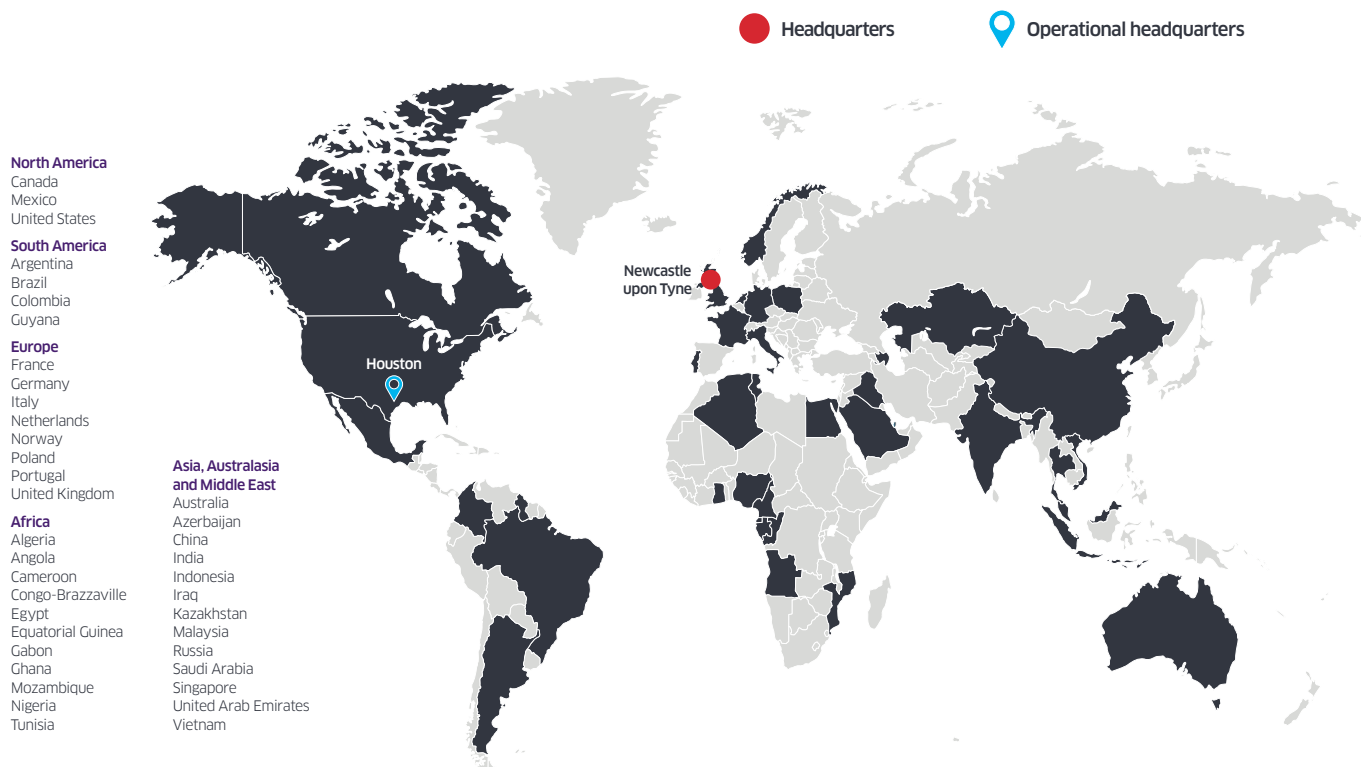 Headquarters
Operational headquarters
North America
Canada
Mexico
United States
South America
Argentina
Brazil
Colombia
Guyana
Europe
France
Germany
Italy
Netherlands
Norway
Poland
Portugal
United Kingdom
Africa
Algeria
Angola
Cameroon
Congo-Brazzaville
Egypt
Equatorial Guinea
Gabon
Ghana
Mozambique
Nigeria
Tunisia
Asia, Australasia
and Middle East
Australia
Azerbaijan
China
India
Indonesia
Iraq
Kazakhstan
Malaysia
Russia
Saudi Arabia
Singapore
United Arab Emirates
Vietnam
Houston
Newcastle
upon Tyne